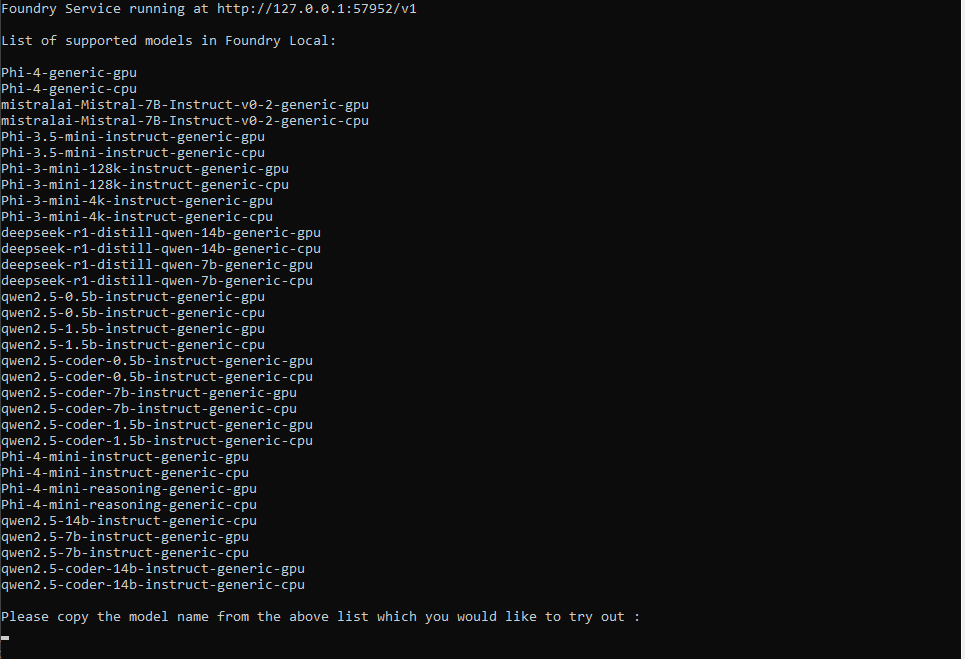 Foundry Service running at http://127.0.0.1:57952/v1
List of supported models in Foundry Local:
Phi-4-generic-gpu
Phi-4-generic-cpu
mistralai-Mistral-7B-Instruct-v0-2-generic-gpu
mistralai-Mistral-7B-Instruct-v0-2-generic-cpu
Phi-3.5-mini-instruct-generic-gpu
Phi-3.5-mini-instruct-generic-cpu
Phi-3-mini-128k-instruct-generic-gpu
Phi-3-mini-128k-instruct-generic-cpu
Phi-3-mini-4k-instruct-generic-gpu
Phi-3-mini-4k-instruct-generic-cpu
deepseek-r1-distill-qwen-14b-generic-gpu
deepseek-r1-distill-qwen-14b-generic-cpu
deepseek-r1-distill-qwen-7b-generic-gpu
deepseek-r1-distill-qwen-7b-generic-cpu
qwen2.5-0.5b-instruct-generic-gpu
qwen2.5-0.5b-instruct-generic-cpu
qwen2.5-1.5b-instruct-generic-gpu
qwen2.5-1.5b-instruct-generic-cpu
qwen2.5-coder-0.5b-instruct-generic-gpu
qwen2.5-coder-0.5b-instruct-generic-cpu
qwen2.5-coder-7b-instruct-generic-gpu
qwen2.5-coder-7b-instruct-generic-cpu
qwen2.5-coder-1.5b-instruct-generic-gpu
qwen2.5-coder-1.5b-instruct-generic-cpu
Phi-4-mini-instruct-generic-gpu
Phi-4-mini-instruct-generic-cpu
Phi-4-mini-reasoning-generic-gpu
Phi-4-mini-reasoning-generic-cpu
qwen2.5-14b-instruct-generic-cpu
qwen2.5-7b-instruct-generic-gpu
qwen2.5-7b-instruct-generic-cpu
qwen2.5-coder-14b-instruct-generic-gpu
qwen2.5-coder-14b-instruct-generic-cpu
Please copy the model name from the above list which you would like to try out :